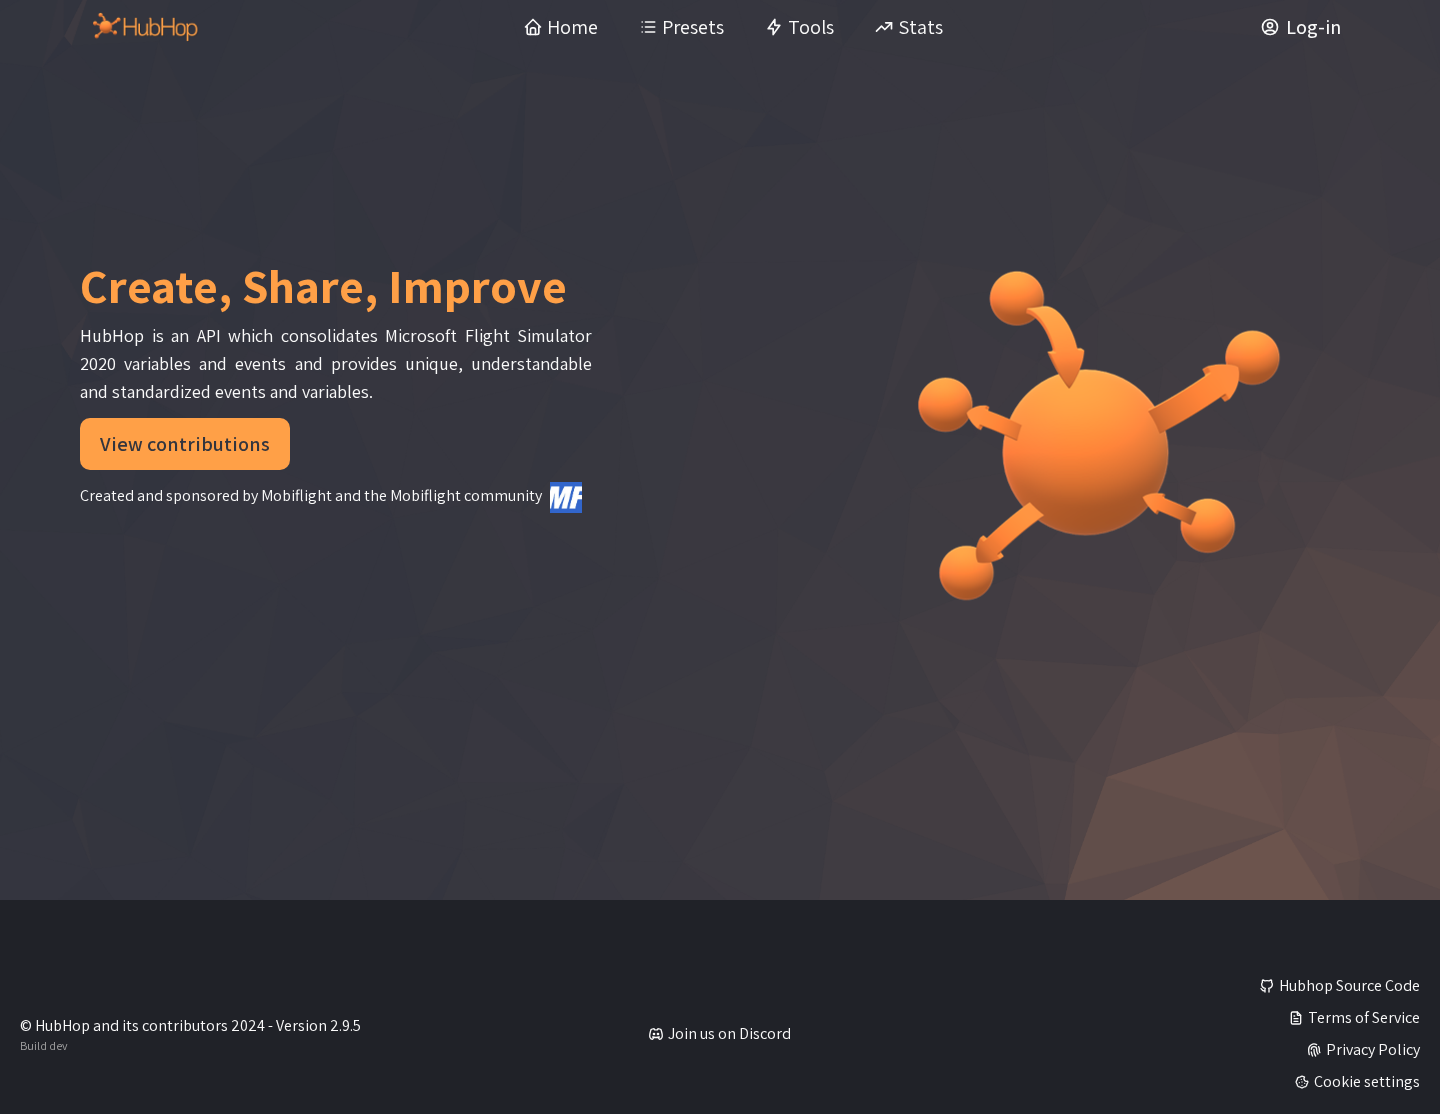 HubHop
Home
Presets
Tools
Stats
Log-in
Create, Share, Improve
HubHop is an API which consolidates Microsoft Flight Simulator
2020 variables and events and provides unique, understandable
and standardized events and variables.
View contributions
Created and sponsored by Mobiflight and the Mobiflight community
MF
Hubhop Source Code
© HubHop and its contributors 2024 - Version 2.9.5
Build dev
Join us on Discord
Terms of Service
Privacy Policy
Cookie settings